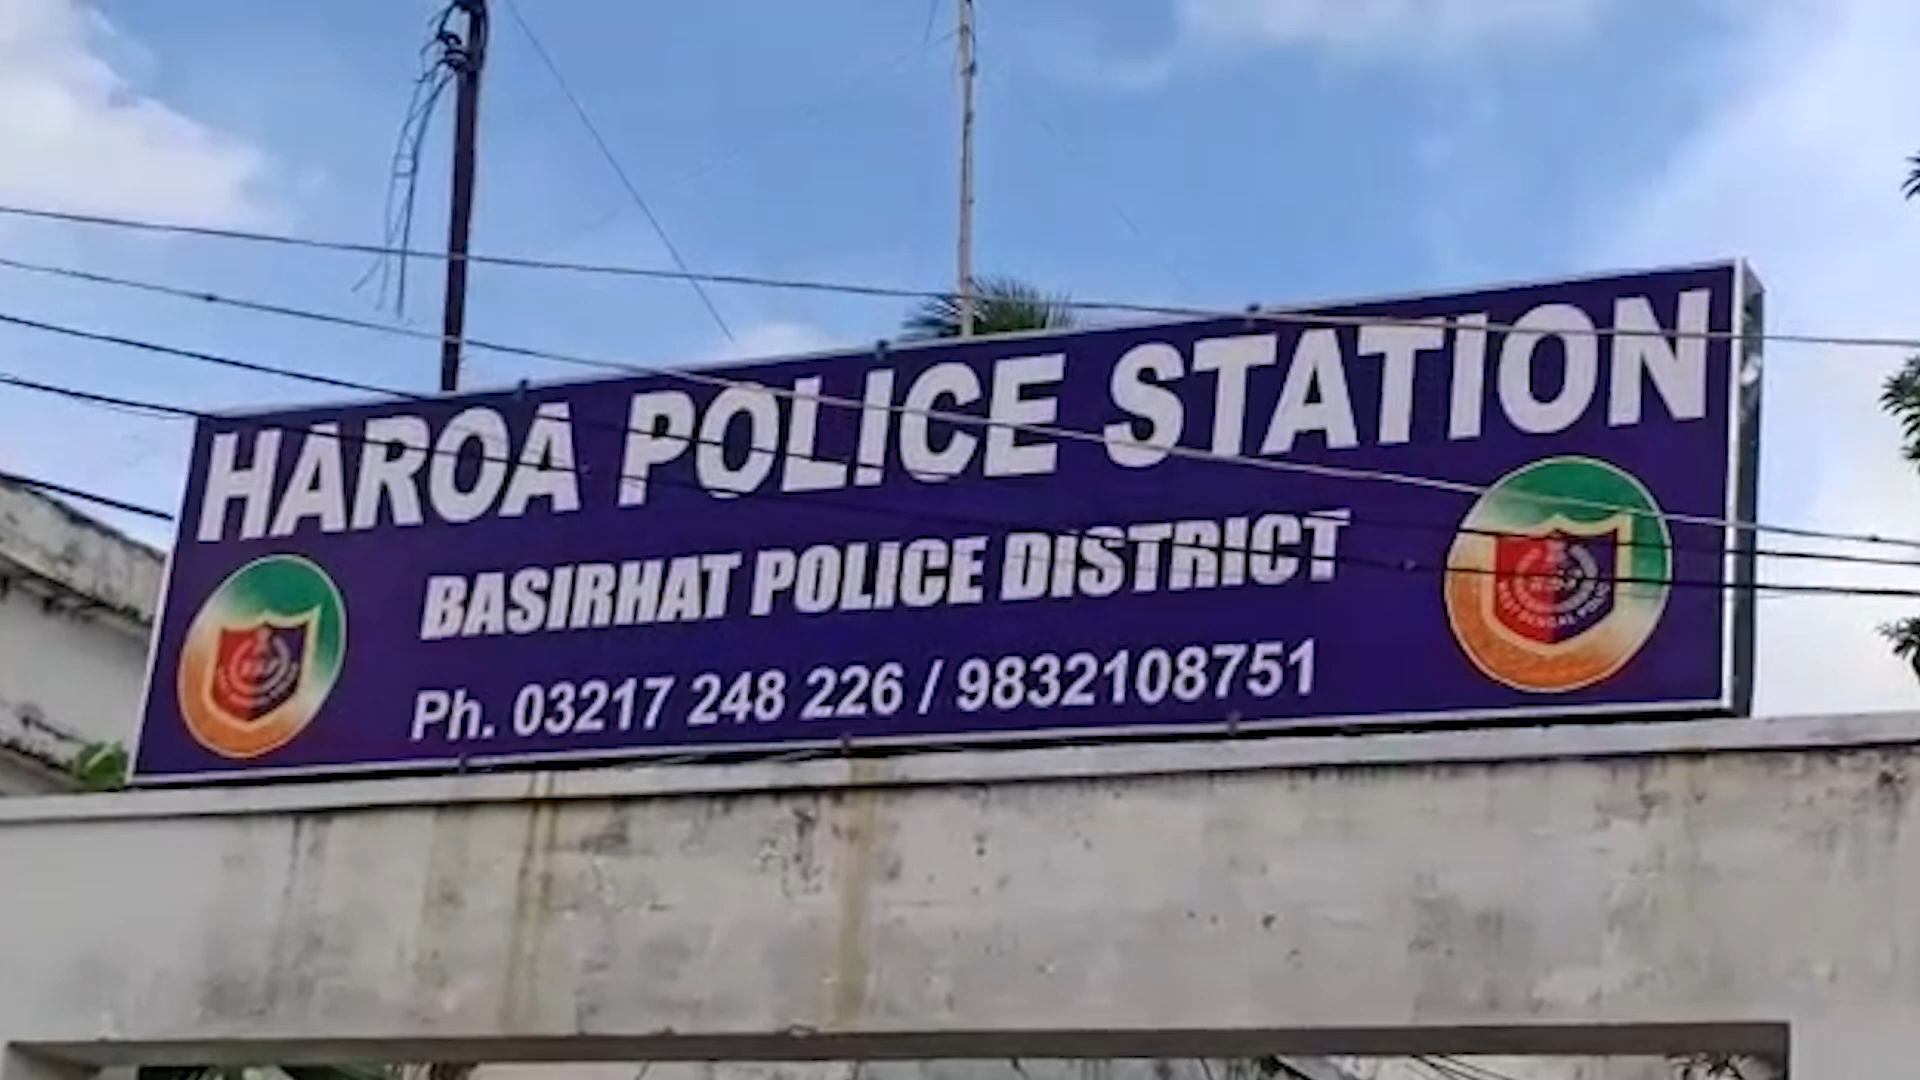 HAROA POLICE STATION
BASIRHAT POLICE DISTRICT
Ph. 03217 248 226 / 9832108751